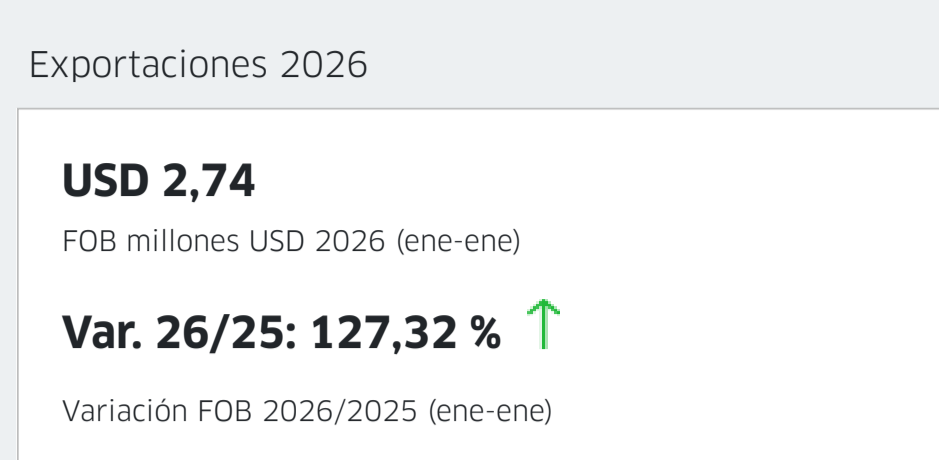 Exportaciones 2026
USD 2,74
FOB millones USD 2026 (ene-ene)
Var. 26/25: 127,32 %
Variación FOB 2026/2025 (ene-ene)